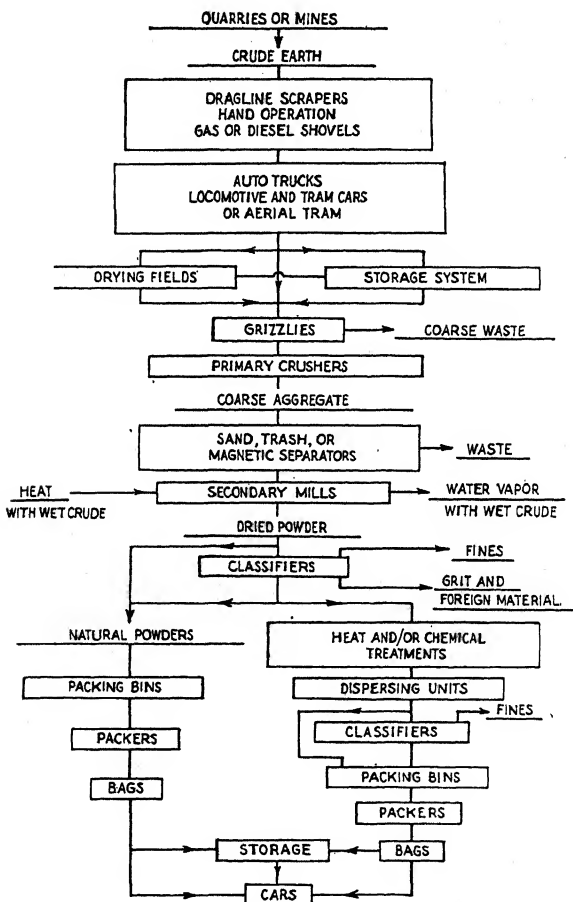 QUARRIES OR MINES
CRUDE EARTH
DRAGLINE SCRAPERS
HAND OPERATION
GAS OR DIESEL SHOVELS
AUTO TRUCKS
LOCOMOTIVE AND TRAM CARS
OR AERIAL TRAM
DRYING FIELDS
STORAGE SYSTEM
GRIZZLIES
COARSE WASTE
PRIMARY CRUSHERS
COARSE AGGREGATE
SAND, TRASH, OR
MAGNETIC SEPARATORS
WASTE
HEAT
WITH WET CRUDE
SECONDARY MILLS
WATER VAPOR
WITH WET CRUDE
DRIED POWDER
CLASSIFIERS
FINES
GRIT AND
FOREIGN MATERIAL
NATURAL POWDERS
HEAT AND/OR CHEMICAL
TREATMENTS
PACKING BINS
DISPERSING UNITS
PACKERS
CLASSIFIERS
FINES
BAGS
PACKING BINS
PACKERS
STORAGE
BAGS
CARS